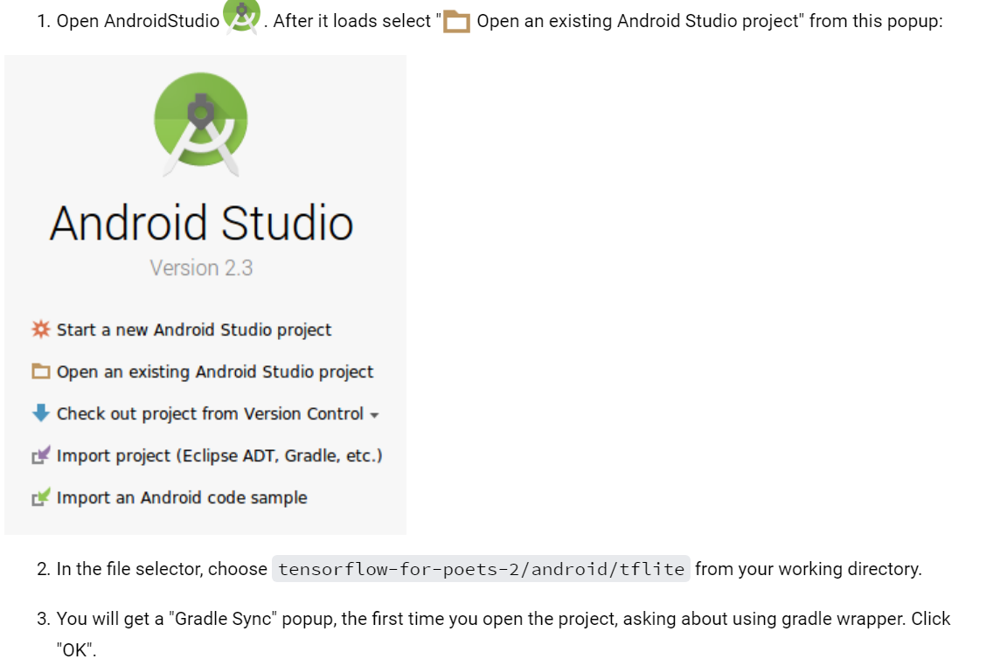 1. Open AndroidStudio . After it loads select " Open an existing Android Studio project" from this popup:
Android Studio
Version 2.3
Start a new Android Studio project
Open an existing Android Studio project
Check out project from Version Control
Import project (Eclipse ADT, Gradle, etc.)
Import an Android code sample
2. In the file selector, choose tensorflow-for-poets-2/android/tflite from your working directory.
3. You will get a "Gradle Sync" popup, the first time you open the project, asking about using gradle wrapper. Click
"OK".